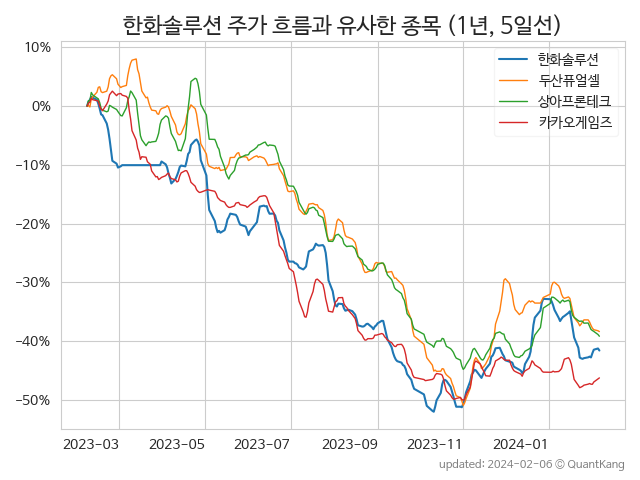 한화솔루션 주가 흐름과 유사한 종목 (1년, 5일선)
10%
0%
−10%
−20%
−30%
−40%
−50%
한화솔루션
두산퓨얼셀
상아프론테크
카카오게임즈
2023-03
2023-05
2023-07
2023-09
2023-11
2024-01
updated: 2024-02-06 © QuantKang